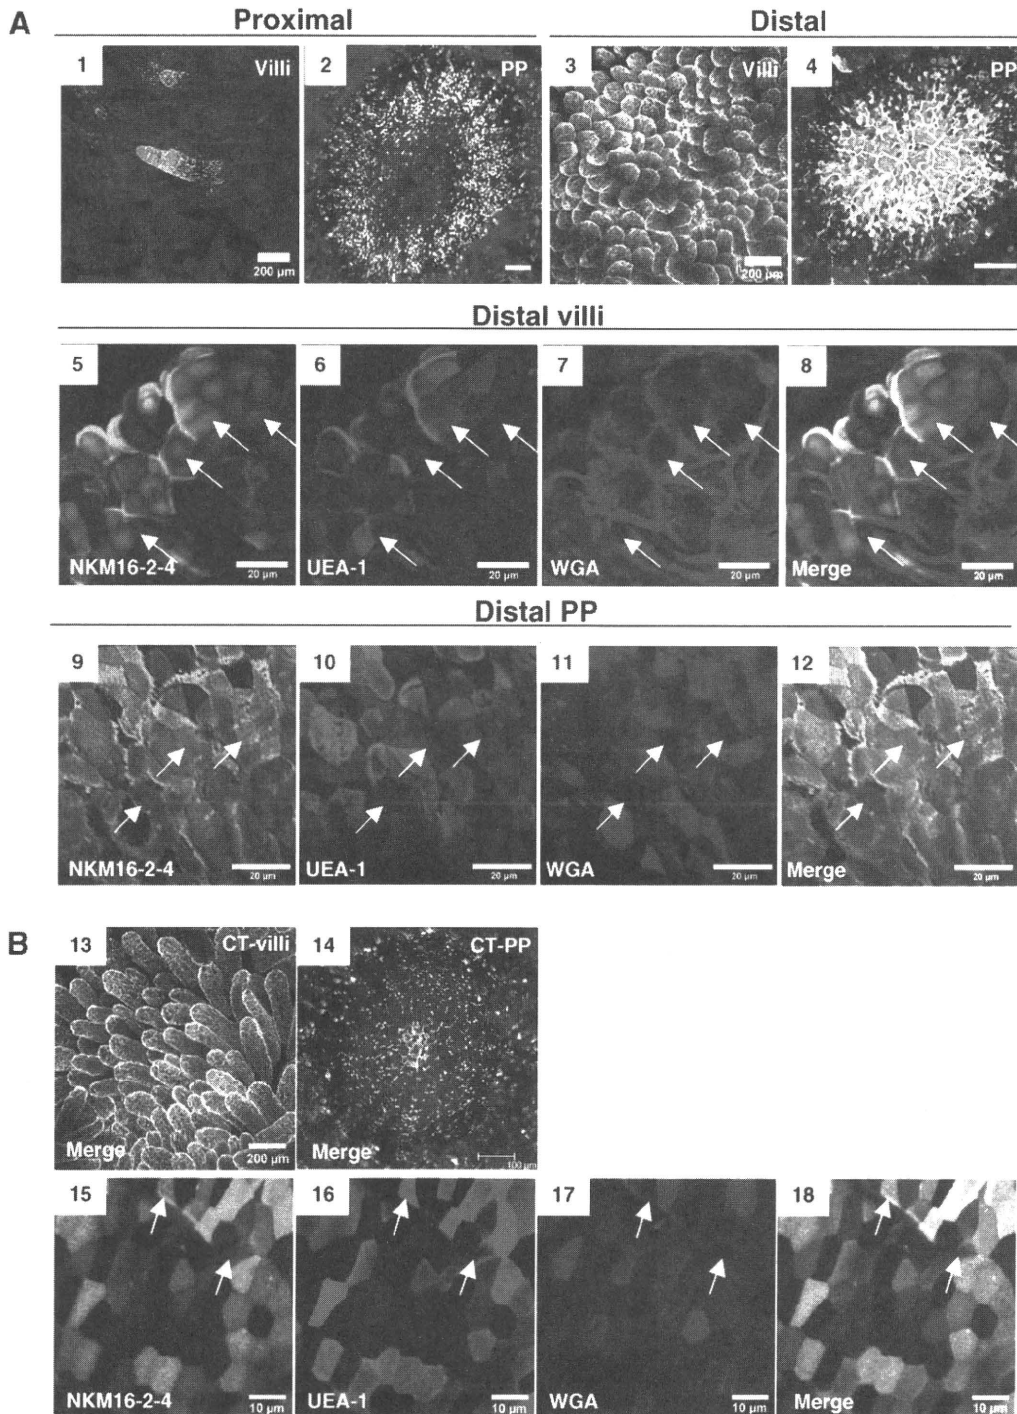 A
Proximal
Distal
1
Villi
200 µm
2
PP
3
Villi
200 µm
4
PP
Distal villi
5
NKM16-2-4
20 µm
6
UEA-1
20 µm
7
WGA
20 µm
8
Merge
20 µm
Distal PP
9
NKM16-2-4
20 µm
10
UEA-1
20 µm
11
WGA
20 µm
12
Merge
20 µm
B
13
CT-villi
Merge
200 µm
14
CT-PP
Merge
100 µm
15
NKM16-2-4
10 µm
16
UEA-1
10 µm
17
WGA
10 µm
18
Merge
10 µm